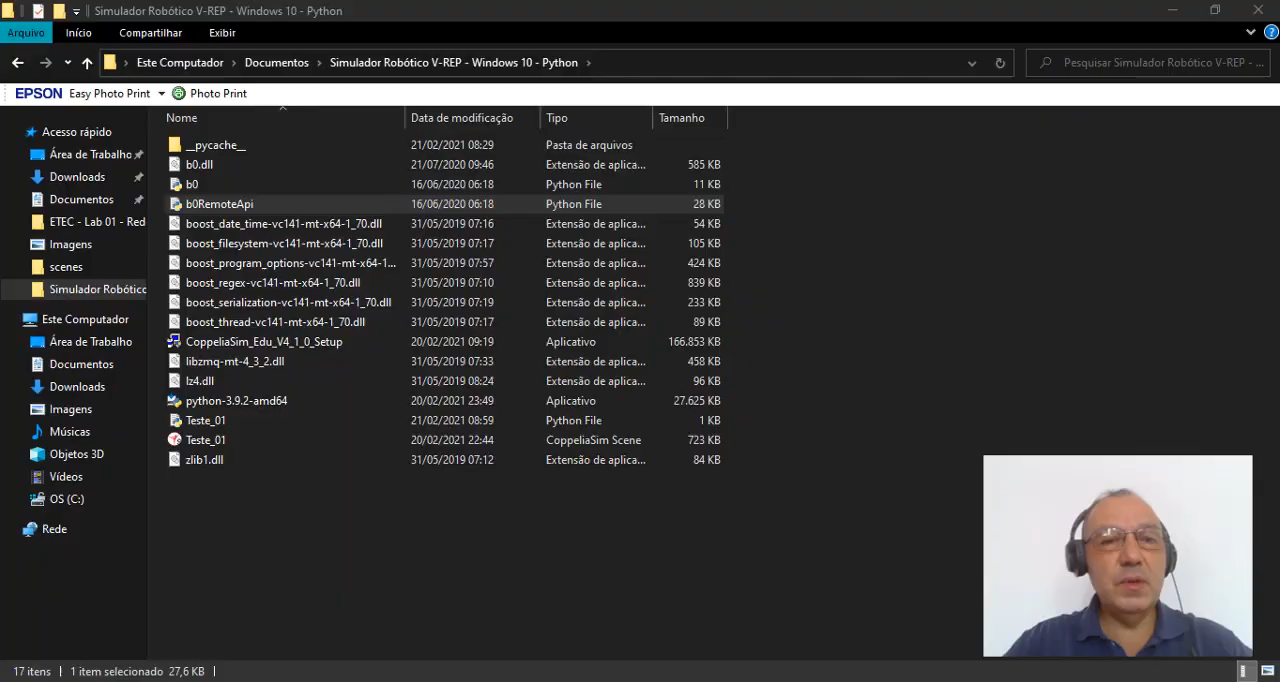 Simulador Robótico V-REP - Windows 10 - Python
Arquivo Início Compartilhar Exibir
Este Computador Documentos Simulador Robótico V-REP - Windows 10 - Python Pesquisar Simulador Robótico V-REP - ...
EPSON Easy Photo Print Photo Print
Nome Data de modificação Tipo Tamanho
Acesso rápido
Área de Trabalho
Downloads
Documentos
ETEC - Lab 01 - Red
Imagens
scenes
Simulador Robótico
Este Computador
Área de Trabalho
Documentos
Downloads
Imagens
Músicas
Objetos 3D
Vídeos
OS (C:)
Rede
__pycache__ 21/02/2021 08:29 Pasta de arquivos
b0.dll 21/07/2020 09:46 Extensão de aplica... 585 KB
b0 16/06/2020 06:18 Python File 11 KB
b0RemoteApi 16/06/2020 06:18 Python File 28 KB
boost_date_time-vc141-mt-x64-1_70.dll 31/05/2019 07:16 Extensão de aplica... 54 KB
boost_filesystem-vc141-mt-x64-1_70.dll 31/05/2019 07:17 Extensão de aplica... 105 KB
boost_program_options-vc141-mt-x64-1... 31/05/2019 07:57 Extensão de aplica... 424 KB
boost_regex-vc141-mt-x64-1_70.dll 31/05/2019 07:10 Extensão de aplica... 839 KB
boost_serialization-vc141-mt-x64-1_70.dll 31/05/2019 07:19 Extensão de aplica... 233 KB
boost_thread-vc141-mt-x64-1_70.dll 31/05/2019 07:17 Extensão de aplica... 89 KB
CoppeliaSim_Edu_V4_1_0_Setup 20/02/2021 09:19 Aplicativo 166.853 KB
libzmq-mt-4_3_2.dll 31/05/2019 07:33 Extensão de aplica... 458 KB
lz4.dll 31/05/2019 08:24 Extensão de aplica... 96 KB
python-3.9.2-amd64 20/02/2021 23:49 Aplicativo 27.625 KB
Teste_01 21/02/2021 08:59 Python File 1 KB
Teste_01 20/02/2021 22:44 CoppeliaSim Scene 723 KB
zlib1.dll 31/05/2019 07:12 Extensão de aplica... 84 KB
17 itens 1 item selecionado 27,6 KB